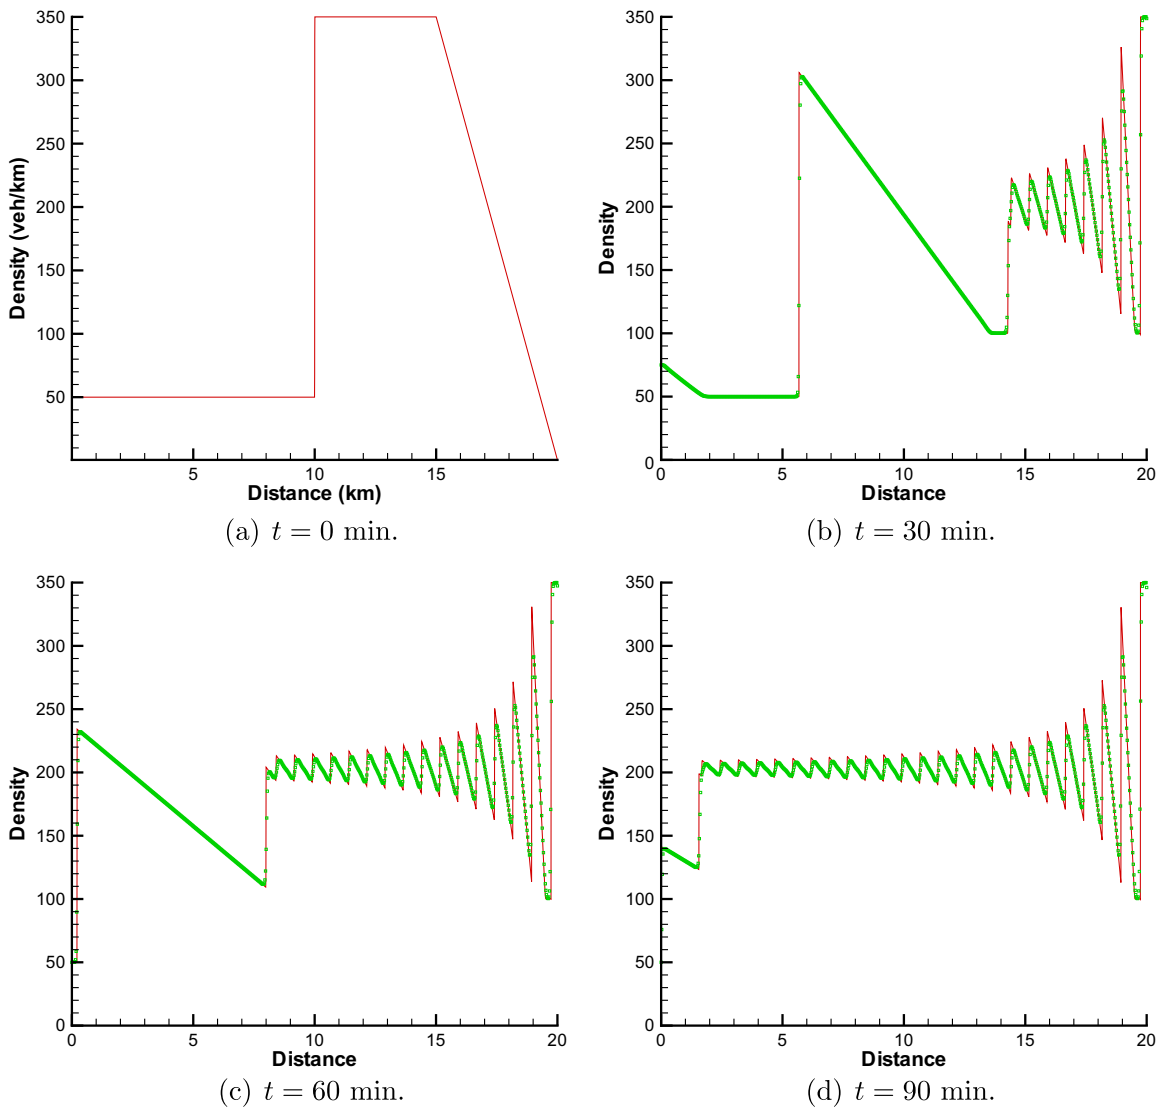 350
300
250
200
150
100
50
Density (veh/km)
5 10 15
Distance (km)
(a) t = 0 min.
350
300
250
200
150
100
50
0
Density
0 5 10 15 20
Distance
(b) t = 30 min.
350
300
250
200
150
100
50
0
Density
0 5 10 15 20
Distance
(c) t = 60 min.
350
300
250
200
150
100
50
0
Density
0 5 10 15 20
Distance
(d) t = 90 min.